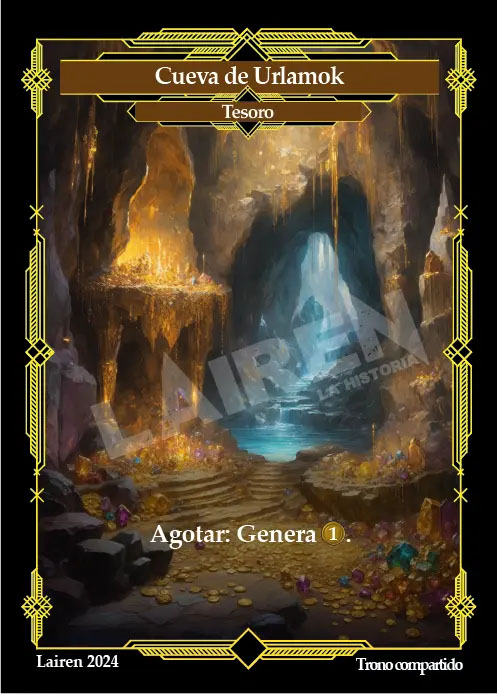 Cueva de Urlamok
Tesoro
LAIREN
LA HISTORIA
Agotar: Genera 1.
Lairen 2024
Trono compartido